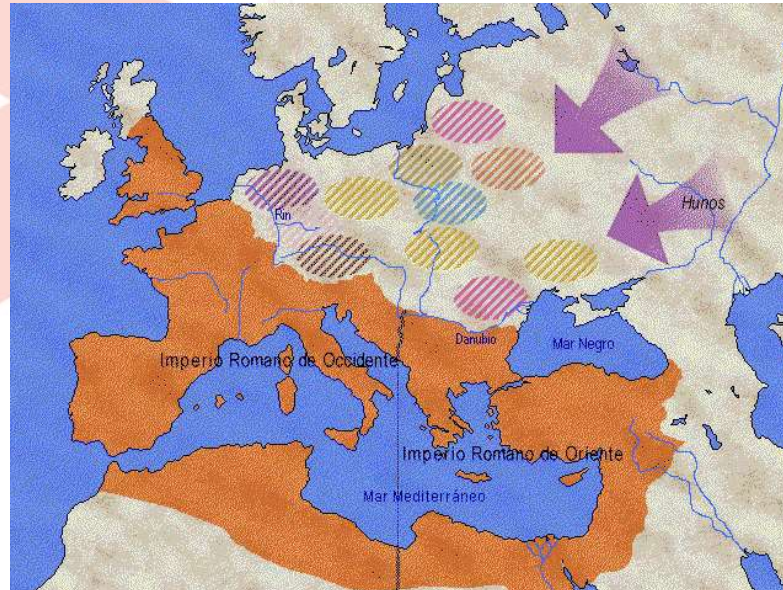 Rin
Hunos
Danubio
Mar Negro
Imperio Romano de Occidente
Imperio Romano de Oriente
Mar Mediterráneo